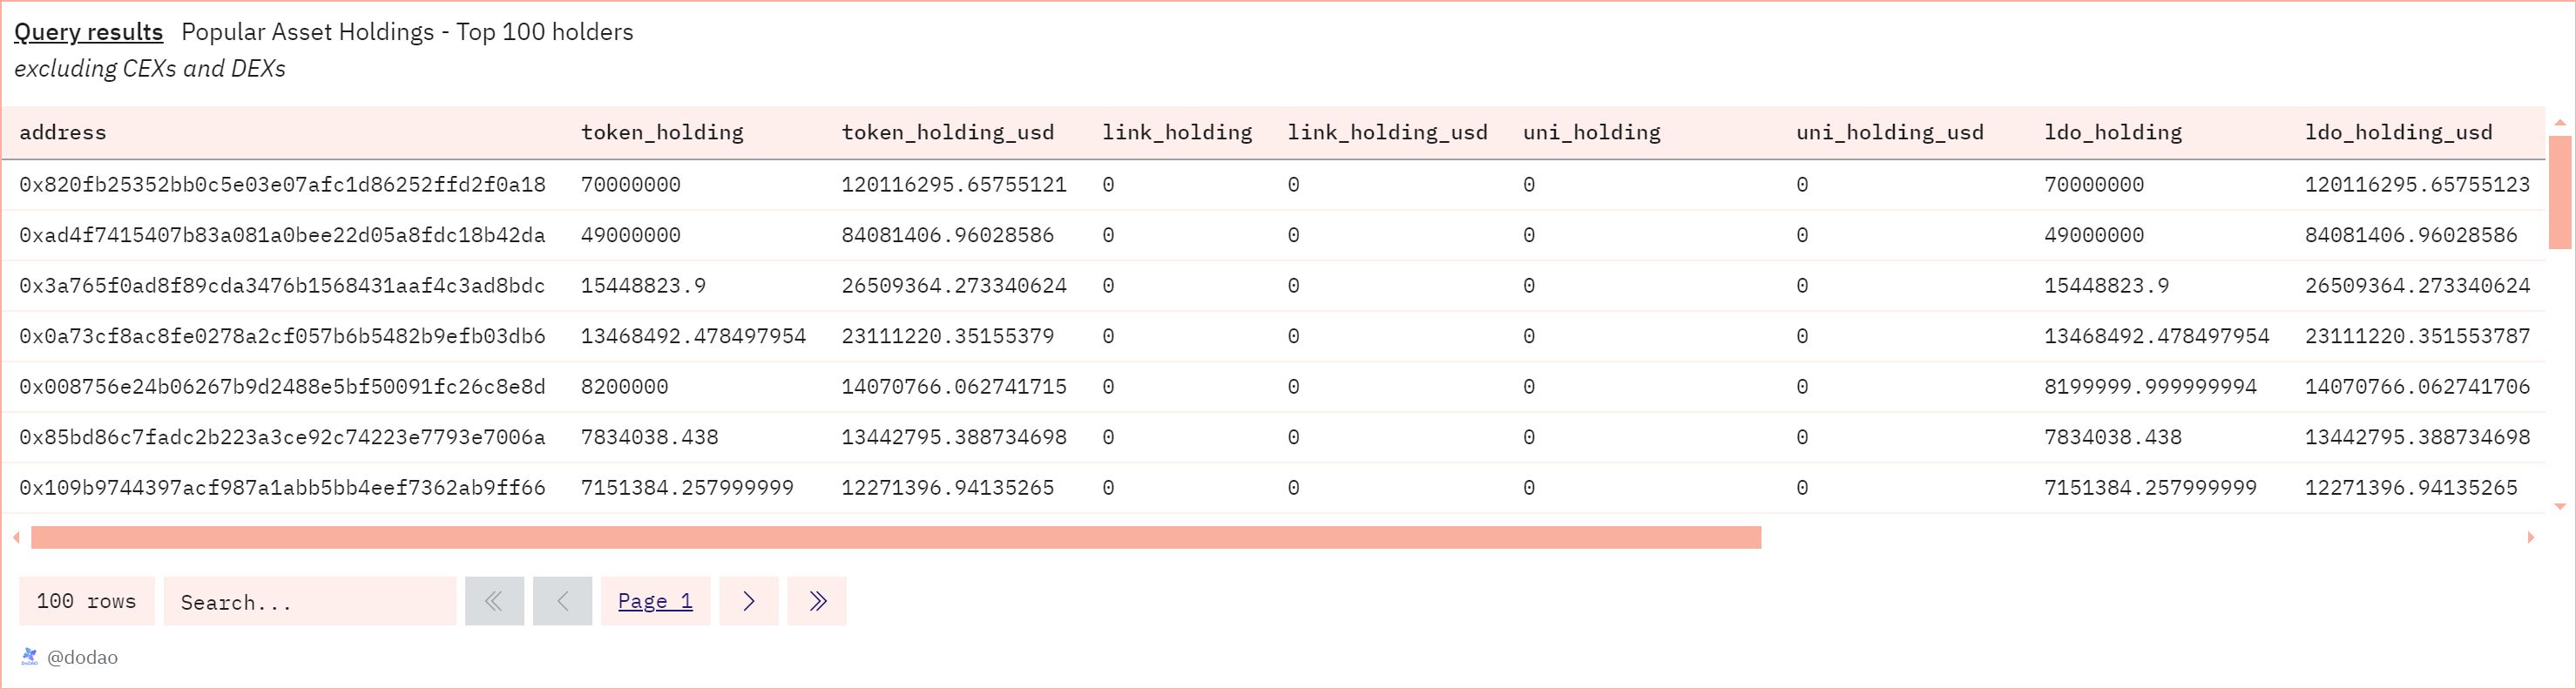 Query results Popular Asset Holdings - Top 100 holders
excluding CEXs and DEXs
address token_holding token_holding_usd link_holding link_holding_usd uni_holding uni_holding_usd ldo_holding ldo_holding_usd
0x820fb25352bb0c5e03e07afc1d86252ffd2f0a18 70000000 120116295.65755121 0 0 0 0 70000000 120116295.65755123
0xad4f7415407b83a081a0bee22d05a8fdc18b42da 49000000 84081406.96028586 0 0 0 0 49000000 84081406.96028586
0x3a765f0ad8f89cda3476b1568431aaf4c3ad8bdc 15448823.9 26509364.273340624 0 0 0 0 15448823.9 26509364.273340624
0x0a73cf8ac8fe0278a2cf057b6b5482b9efb03db6 13468492.478497954 23111220.35155379 0 0 0 0 13468492.478497954 23111220.351553787
0x008756e24b06267b9d2488e5bf50091fc26c8e8d 8200000 14070766.062741715 0 0 0 0 8199999.999999994 14070766.062741706
0x85bd86c7fadc2b223a3ce92c74223e7793e7006a 7834038.438 13442795.388734698 0 0 0 0 7834038.438 13442795.388734698
0x109b9744397acf987a1abb5bb4eef7362ab9ff66 7151384.257999999 12271396.94135265 0 0 0 0 7151384.257999999 12271396.94135265
100 rows Search... Page 1
@dodao